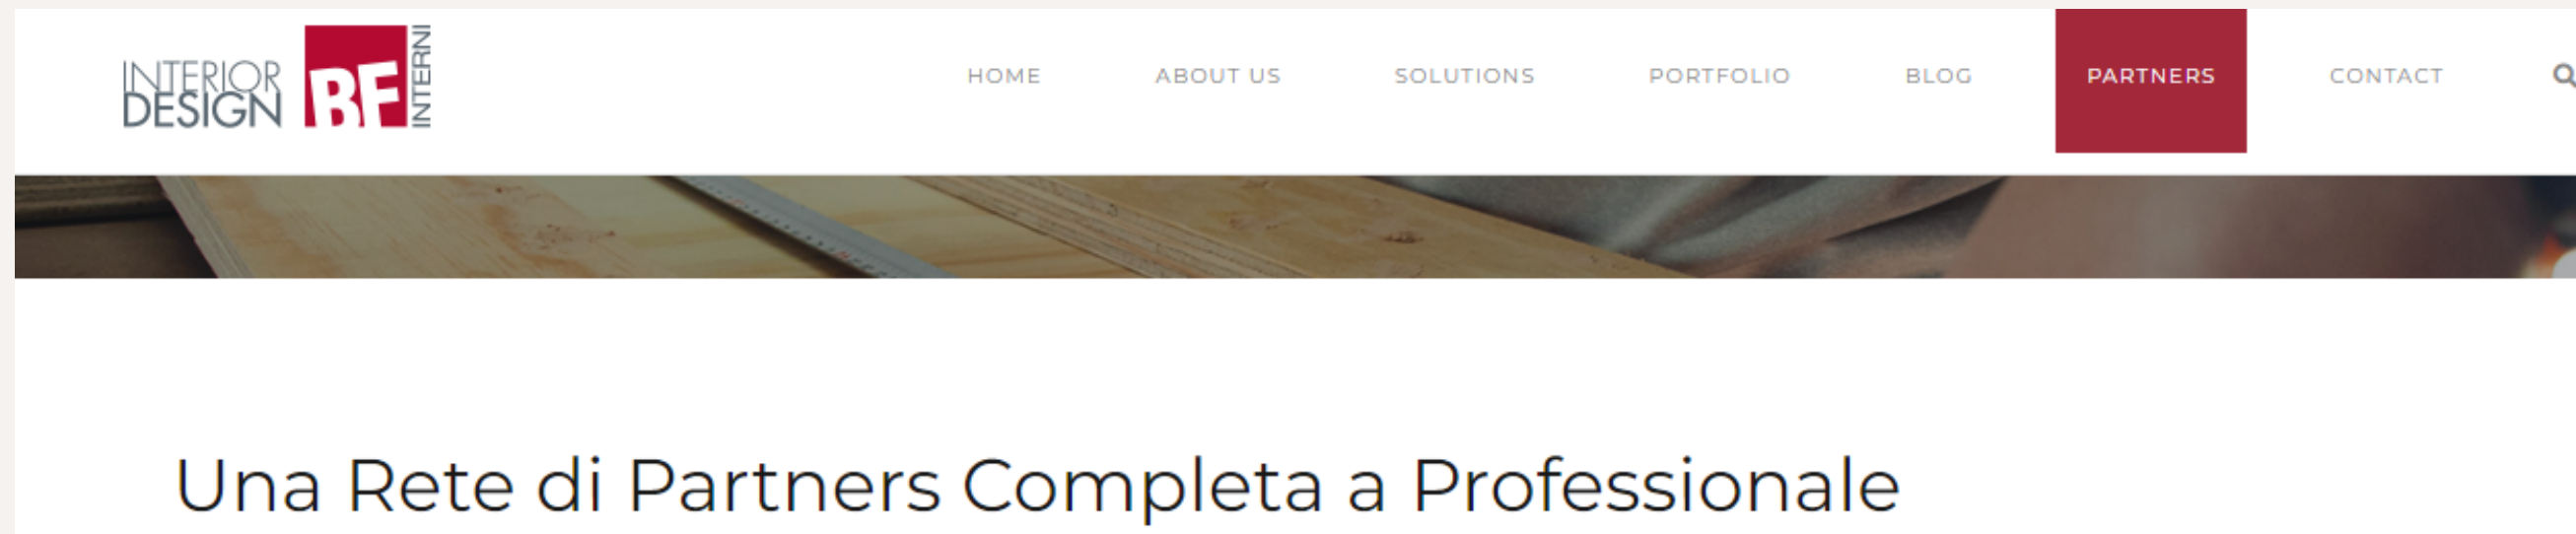 INTERIOR
DESIGN
BF
INTERNI
HOME ABOUT US SOLUTIONS PORTFOLIO BLOG PARTNERS CONTACT
Una Rete di Partners Completa a Professionale